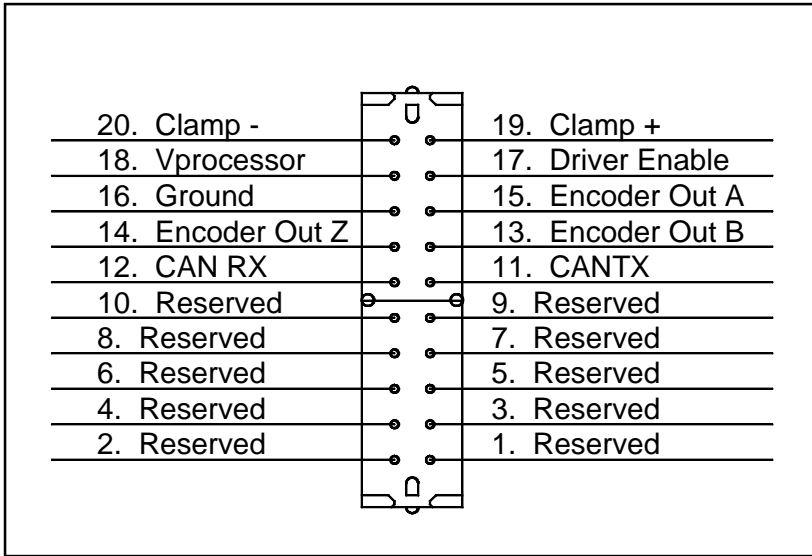 20. Clamp - 19. Clamp +
18. Vprocessor 17. Driver Enable
16. Ground 15. Encoder Out A
14. Encoder Out Z 13. Encoder Out B
12. CAN RX 11. CANTX
10. Reserved 9. Reserved
8. Reserved 7. Reserved
6. Reserved 5. Reserved
4. Reserved 3. Reserved
2. Reserved 1. Reserved